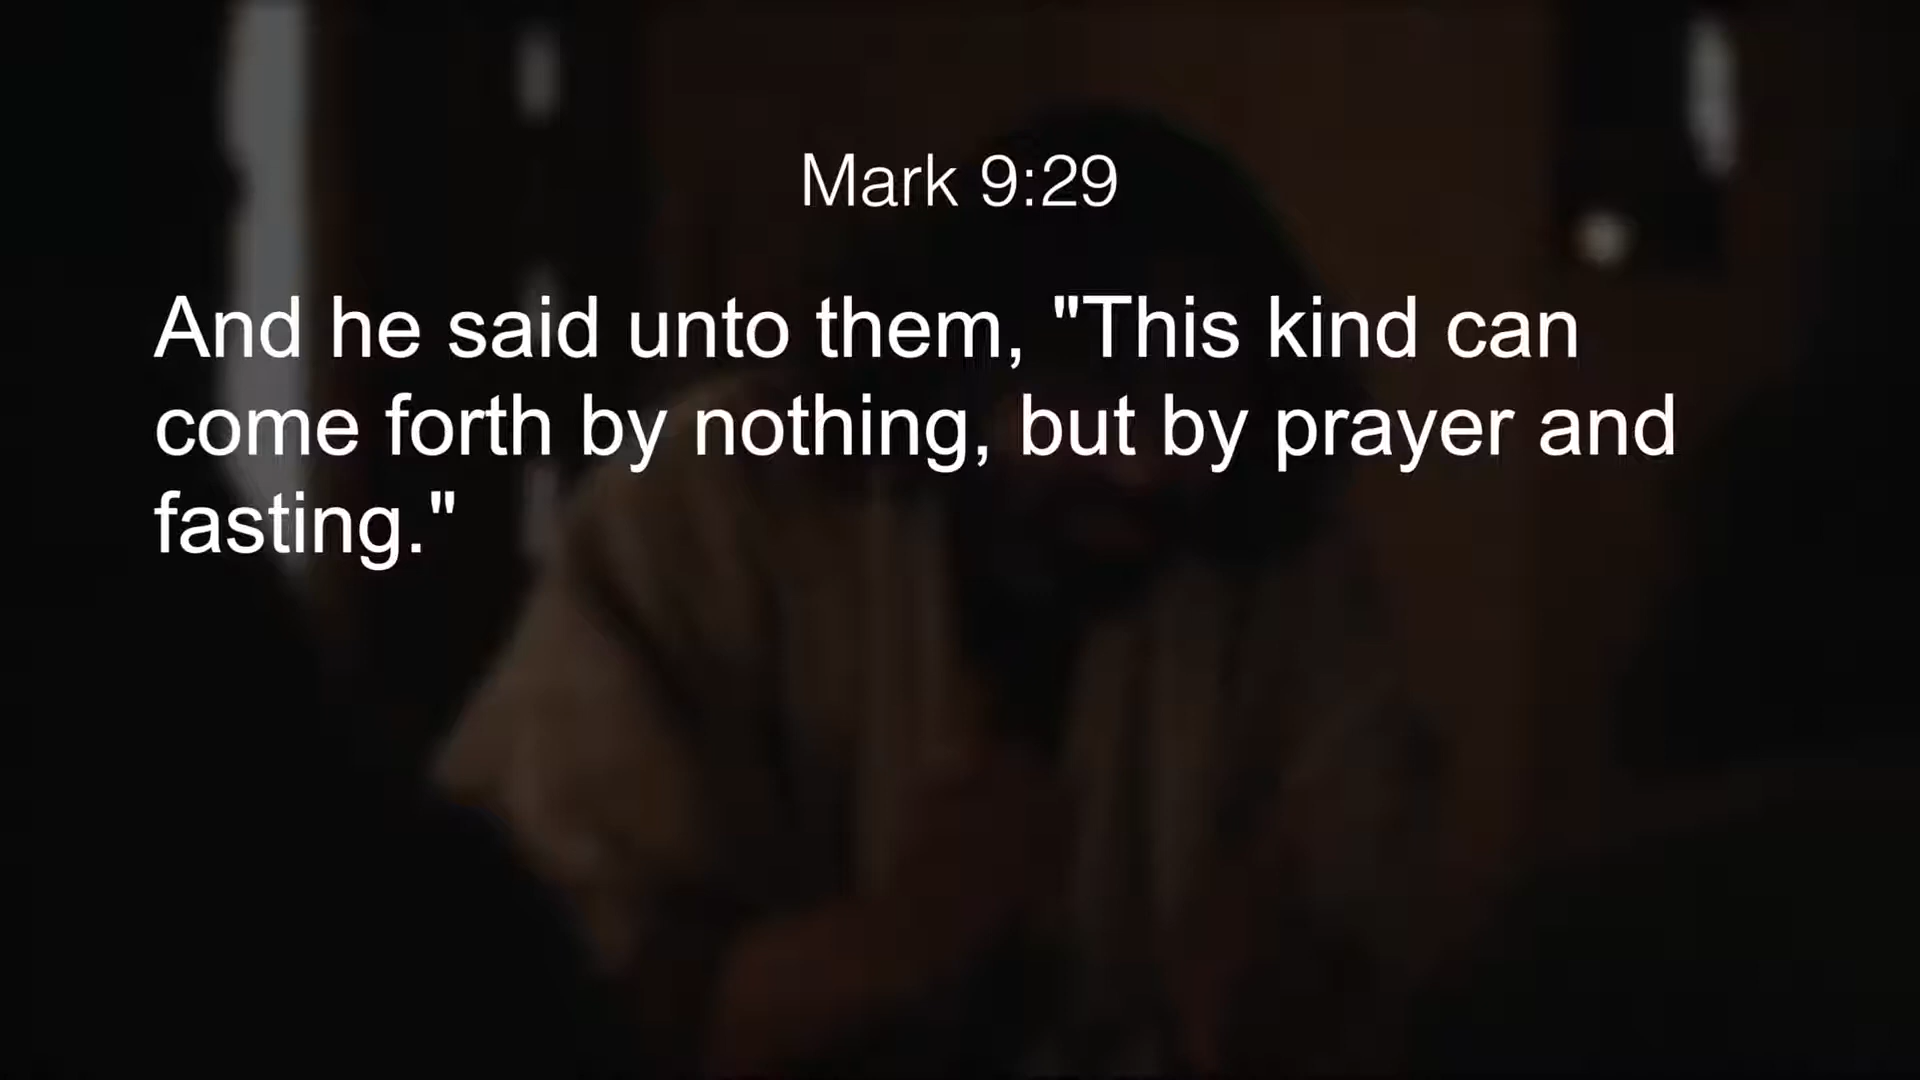 Mark 9:29
And he said unto them, "This kind can
come forth by nothing, but by prayer and
fasting."